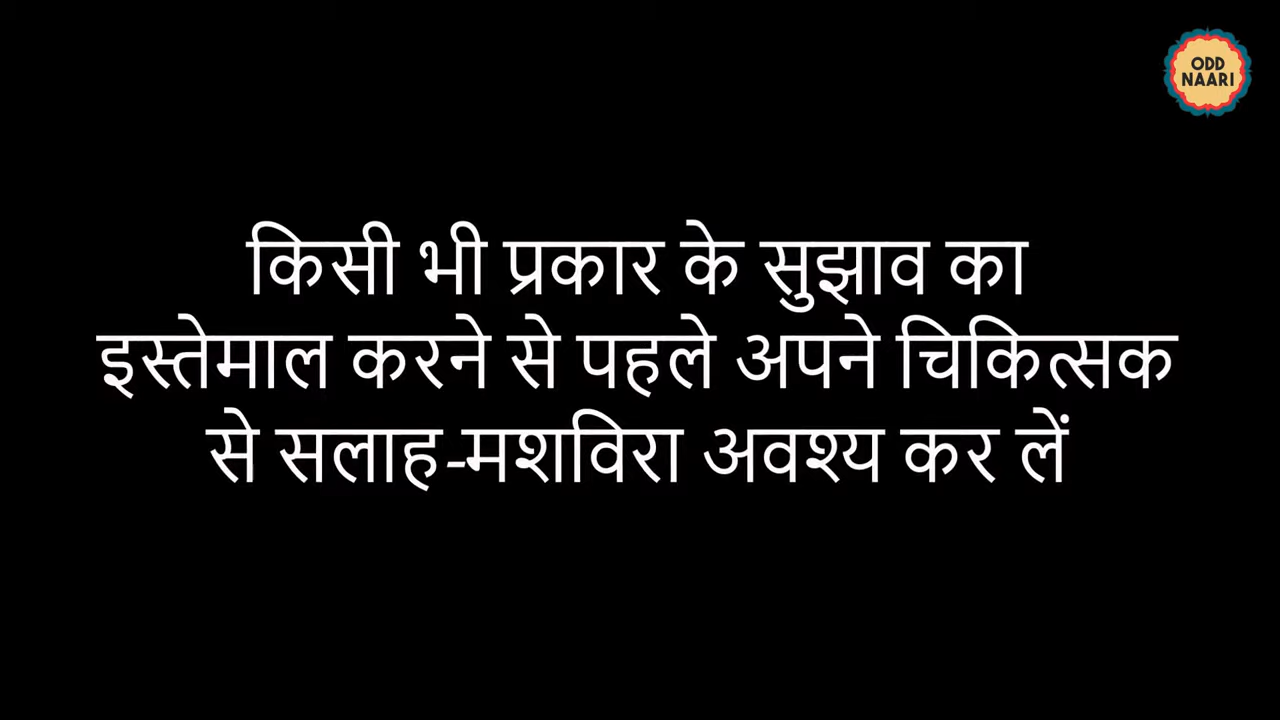 ODD
NAARI
किसी भी प्रकार के सुझाव का
इस्तेमाल करने से पहले अपने चिकित्सक
से सलाह-मशविरा अवश्य कर लें